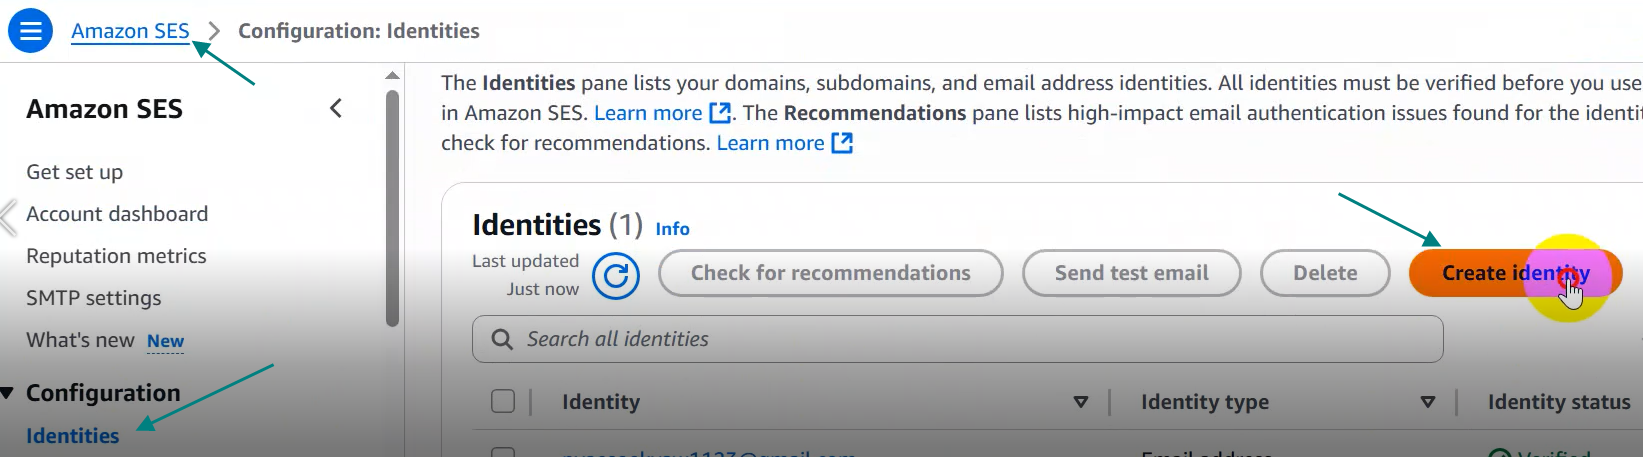 Amazon SES > Configuration: Identities
Amazon SES
Get set up
Account dashboard
Reputation metrics
SMTP settings
What's new New
Configuration
Identities
The Identities pane lists your domains, subdomains, and email address identities. All identities must be verified before you use
in Amazon SES. Learn more. The Recommendations pane lists high-impact email authentication issues found for the
check for recommendations. Learn more
Identities (1) Info
Last updated
Just now
Check for recommendations
Send test email
Delete
Create identity
Search all identities
Identity
Identity type
Identity status
Email address
Verified